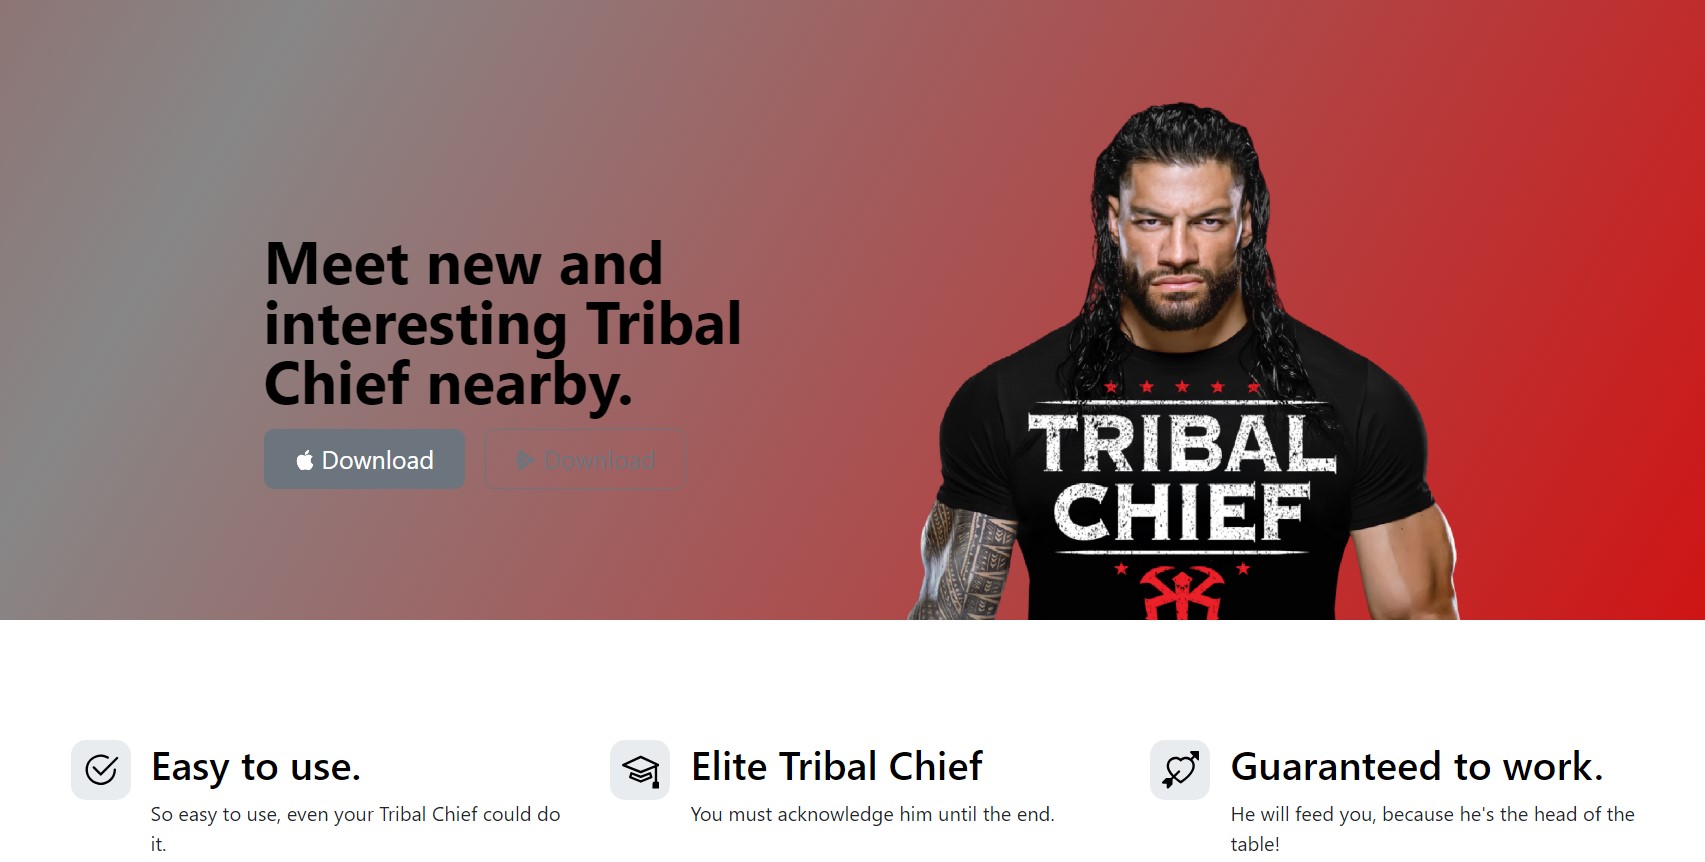 Meet new and
interesting Tribal
Chief nearby.
Download
Download
TRIBAL
CHIEF
Easy to use.
So easy to use, even your Tribal Chief could do
it.
Elite Tribal Chief
You must acknowledge him until the end.
Guaranteed to work.
He will feed you, because he's the head of the
table!